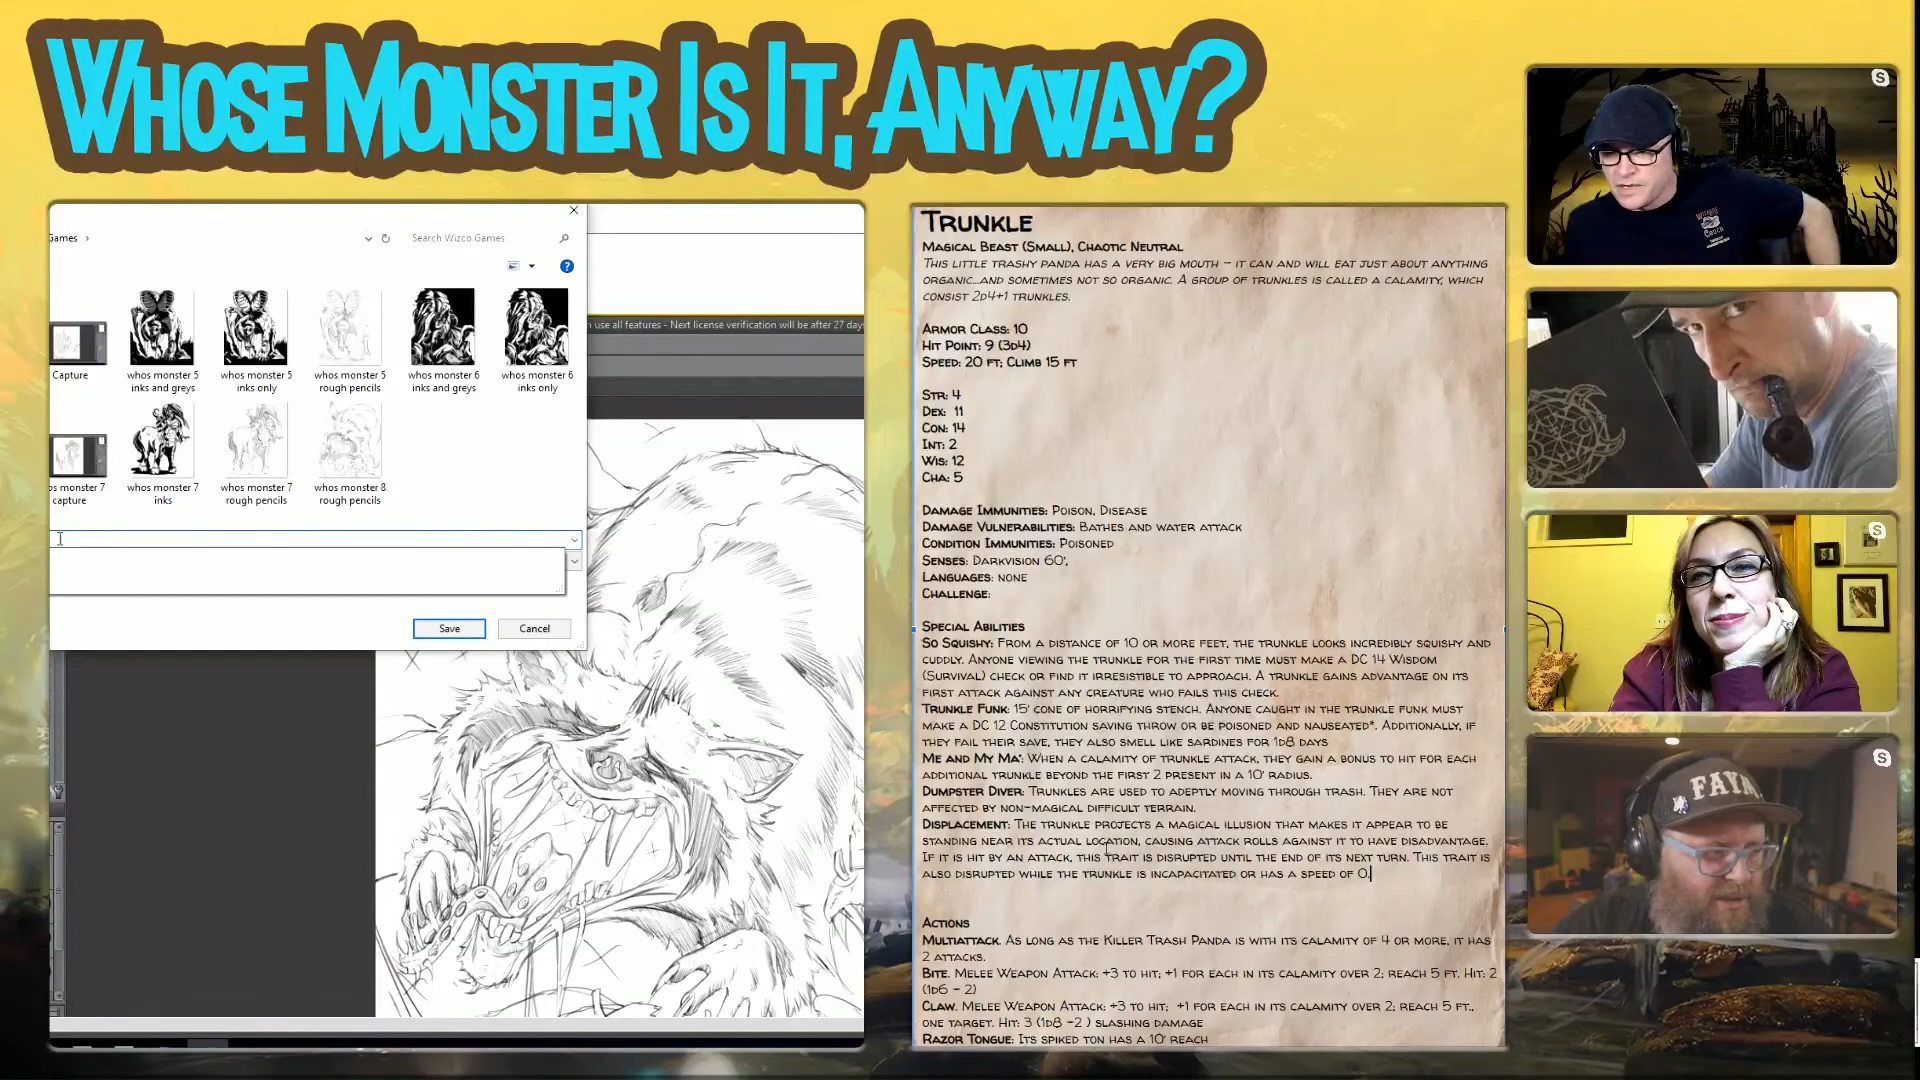 Whose Monster Is It, Anyway?
Games
Search Wizco Games
Capture
whos monster 5
inks and greys
whos monster 5
inks only
whos monster 5
rough pencils
whos monster 6
inks and greys
whos monster 6
inks only
os monster 7
capture
whos monster 7
inks
whos monster 7
rough pencils
whos monster 8
rough pencils
Save
Cancel
use all features - Next license verification will be after 27 day
Trunkle
Magical Beast (Small), Chaotic Neutral
This little trashy panda has a very big mouth – it can and will eat just about anything
organic...and sometimes not so organic. A group of trunkles is called a calamity, which
consist 2d4+1 trunkles.
Armor Class: 10
Hit Point: 9 (3d4)
Speed: 20 ft; Climb 15 ft
Str: 4
Dex: 11
Con: 14
Int: 2
Wis: 12
Cha: 5
Damage Immunities: Poison, Disease
Damage Vulnerabilities: Bathes and water attack
Condition Immunities: Poisoned
Senses: Darkvision 60',
Languages: none
Challenge:
Special Abilities
So Squishy: From a distance of 10 or more feet, the trunkle looks incredibly squishy and
cuddly. Anyone viewing the trunkle for the first time must make a DC 14 Wisdom
(Survival) check or find it irresistible to approach. A trunkle gains advantage on its
first attack against any creature who fails this check.
Trunkle Funk: 15' cone of horrifying stench. Anyone caught in the trunkle funk must
make a DC 12 Constitution saving throw or be poisoned and nauseated*. Additionally, if
they fail their save, they also smell like sardines for 1d8 days
Me and My Ma': When a calamity of trunkle attack, they gain a bonus to hit for each
additional trunkle beyond the first 2 present in a 10' radius.
Dumpster Diver: Trunkles are used to adeptly moving through trash. They are not
affected by non-magical difficult terrain.
Displacement: The trunkle projects a magical illusion that makes it appear to be
standing near its actual location, causing attack rolls against it to have disadvantage.
If it is hit by an attack, this trait is disrupted until the end of its next turn. This trait is
also disrupted while the trunkle is incapacitated or has a speed of 0.
Actions
Multiattack. As long as the Killer Trash Panda is with its calamity of 4 or more, it has
2 attacks.
Bite. Melee Weapon Attack: +3 to hit; +1 for each in its calamity over 2; reach 5 ft. Hit: 2
(1d6 – 2)
Claw. Melee Weapon Attack: +3 to hit; +1 for each in its calamity over 2; reach 5 ft.,
one target. Hit: 3 (1d8 -2 ) slashing damage
Razor Tongue: Its spiked ton has a 10' reach